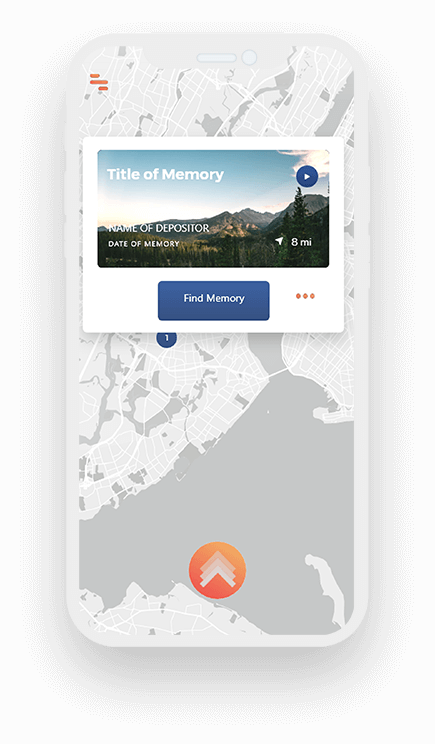 Title of Memory
NAME OF DEPOSITOR
DATE OF MEMORY
8 mi
Find Memory
1